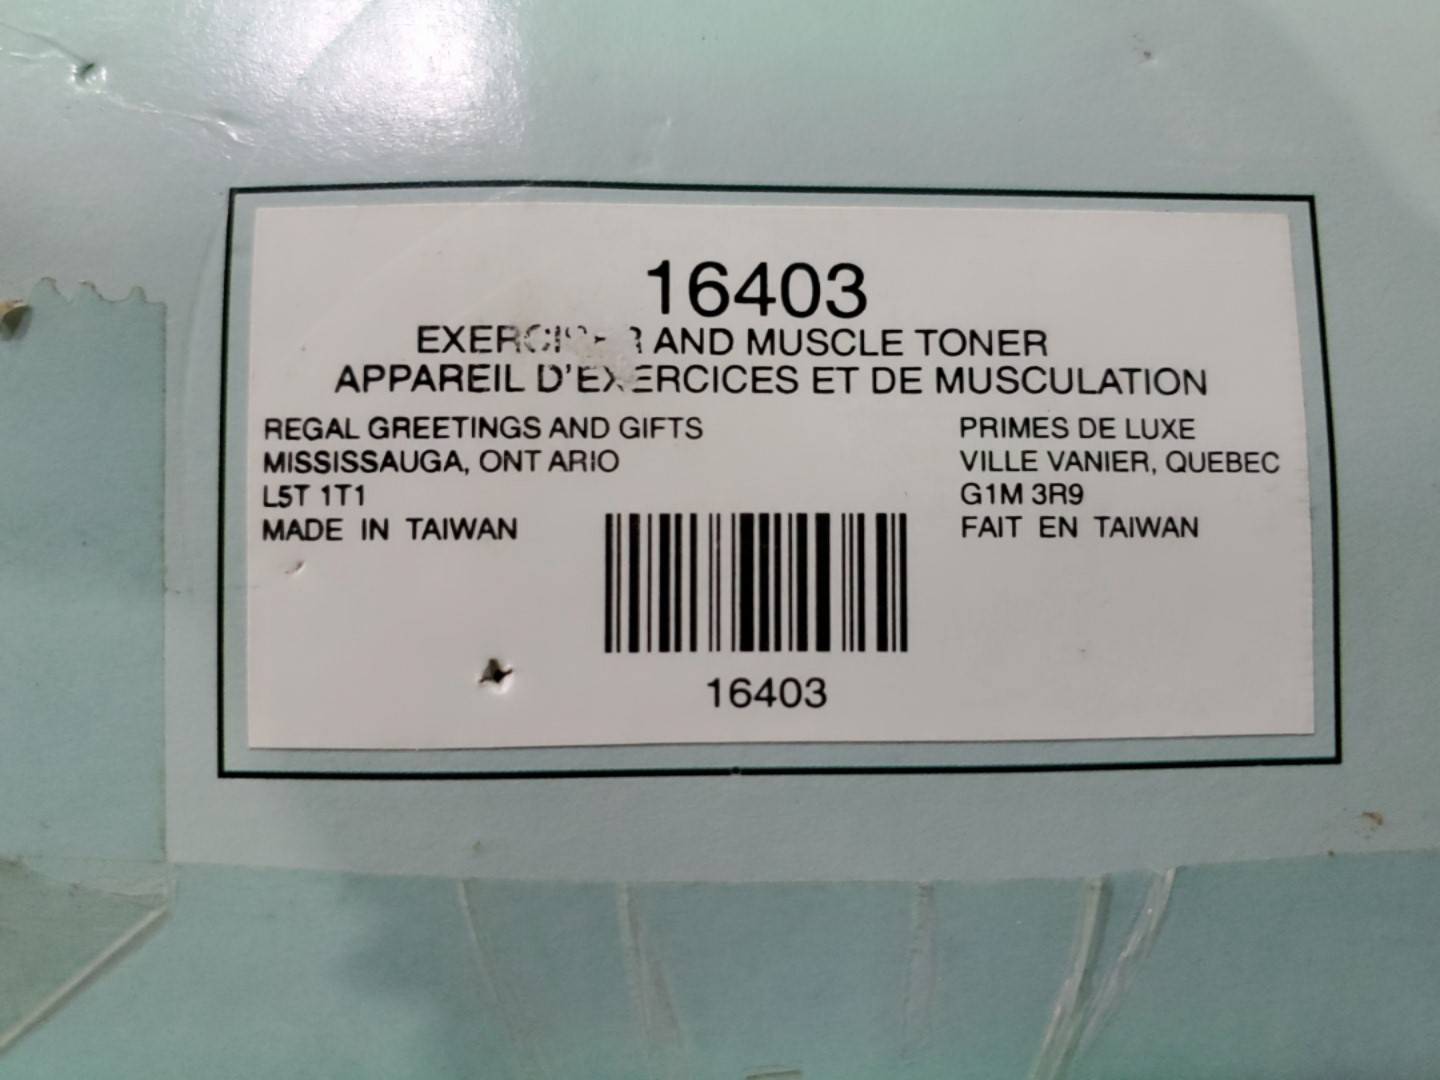 16403
EXERCISER AND MUSCLE TONER
APPAREIL D'EXERCICES ET DE MUSCULATION
REGAL GREETINGS AND GIFTS
MISSISSAUGA, ONT ARIO
L5T 1T1
MADE IN TAIWAN
PRIMES DE LUXE
VILLE VANIER, QUEBEC
G1M 3R9
FAIT EN TAIWAN
16403